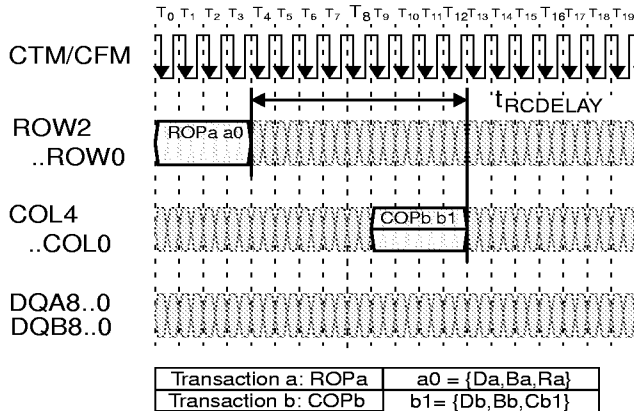 T0 T1 T2 T3 T4 T5 T6 T7 T8 T9 T10 T11 T12 T13 T14 T15 T16 T17 T18 T19
CTM/CFM
tRCDELAY
ROW2
..ROW0
ROPa a0
COL4
..COL0
COPb b1
DQA8..0
DQB8..0
Transaction a: ROPa a0 = {Da,Ba,Ra}
Transaction b: COPb b1= {Db,Bb,Cb1}